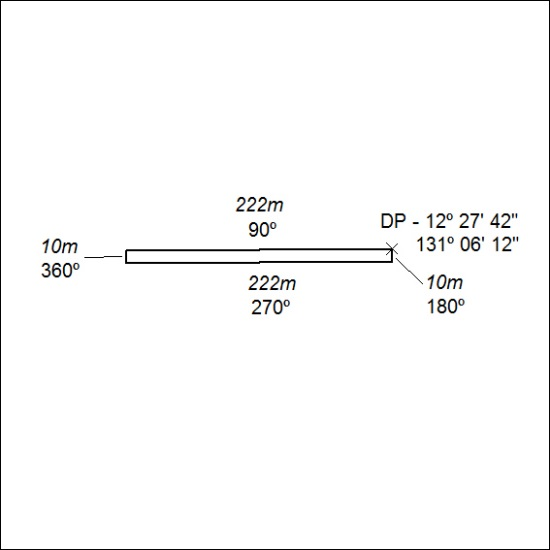 222m
90º
DP - 12º 27' 42"
131º 06' 12"
10m
360º
222m
270º
10m
180º